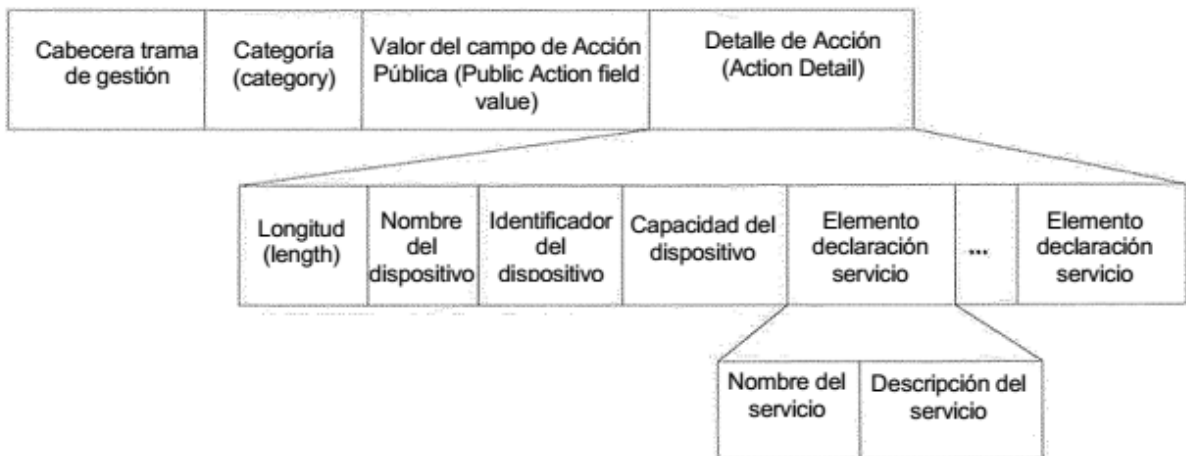 Cabecera trama
de gestión
Categoría
(category)
Valor del campo de Acción
Pública (Public Action field
value)
Detalle de Acción
(Action Detail)
Longitud
(length)
Nombre
del
dispositivo
Identificador
del
dispositivo
Capacidad del
dispositivo
Elemento
declaración
servicio
...
Elemento
declaración
servicio
Nombre del
servicio
Descripción del
servicio